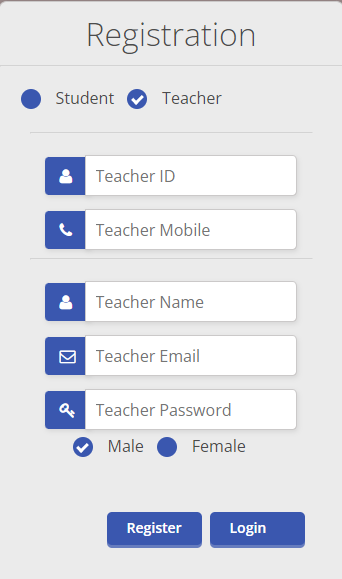 Registration
Student Teacher
Teacher ID
Teacher Mobile
Teacher Name
Teacher Email
Teacher Password
Male Female
Register Login